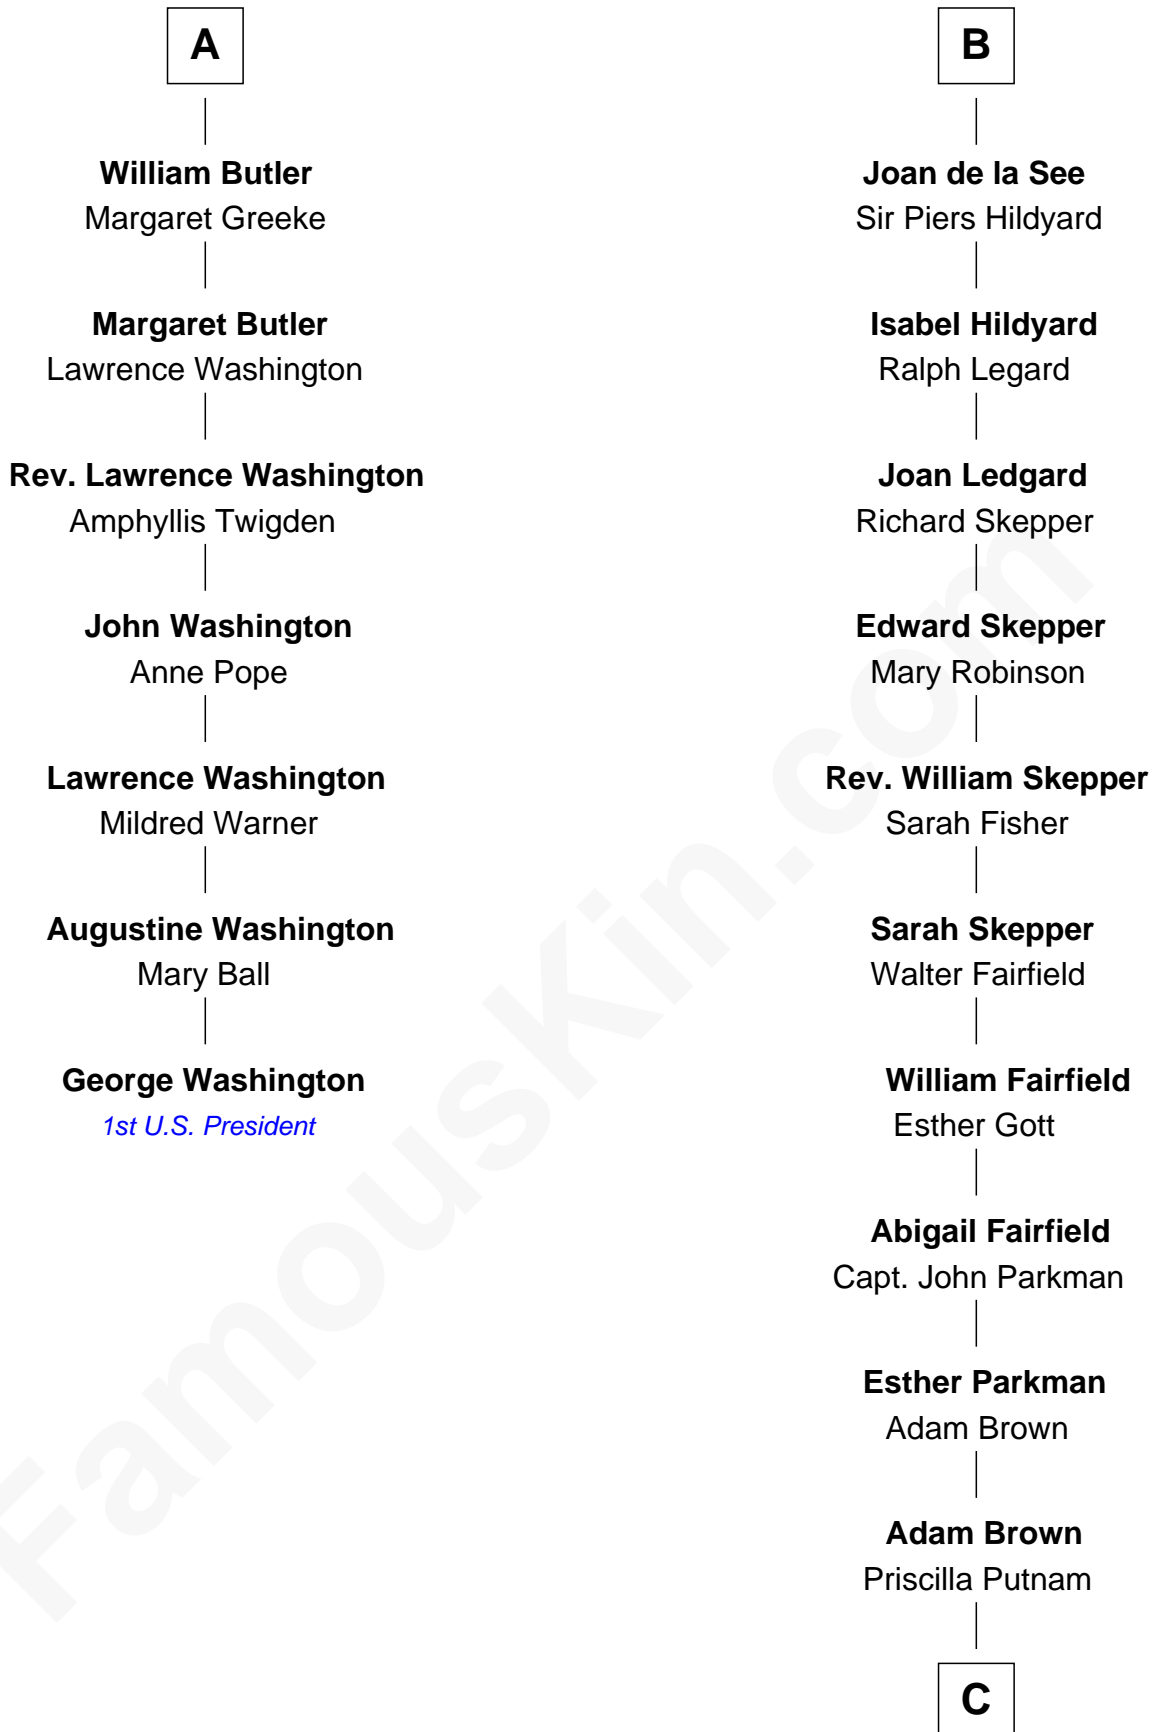 A
William Butler
Margaret Greeke
Margaret Butler
Lawrence Washington
Rev. Lawrence Washington
Amphyllis Twigden
John Washington
Anne Pope
Lawrence Washington
Mildred Warner
Augustine Washington
Mary Ball
George Washington
1st U.S. President
B
Joan de la See
Sir Piers Hildyard
Isabel Hildyard
Ralph Legard
Joan Ledgard
Richard Skepper
Edward Skepper
Mary Robinson
Rev. William Skepper
Sarah Fisher
Sarah Skepper
Walter Fairfield
William Fairfield
Esther Gott
Abigail Fairfield
Capt. John Parkman
Esther Parkman
Adam Brown
Adam Brown
Priscilla Putnam
C
FamousKin.com